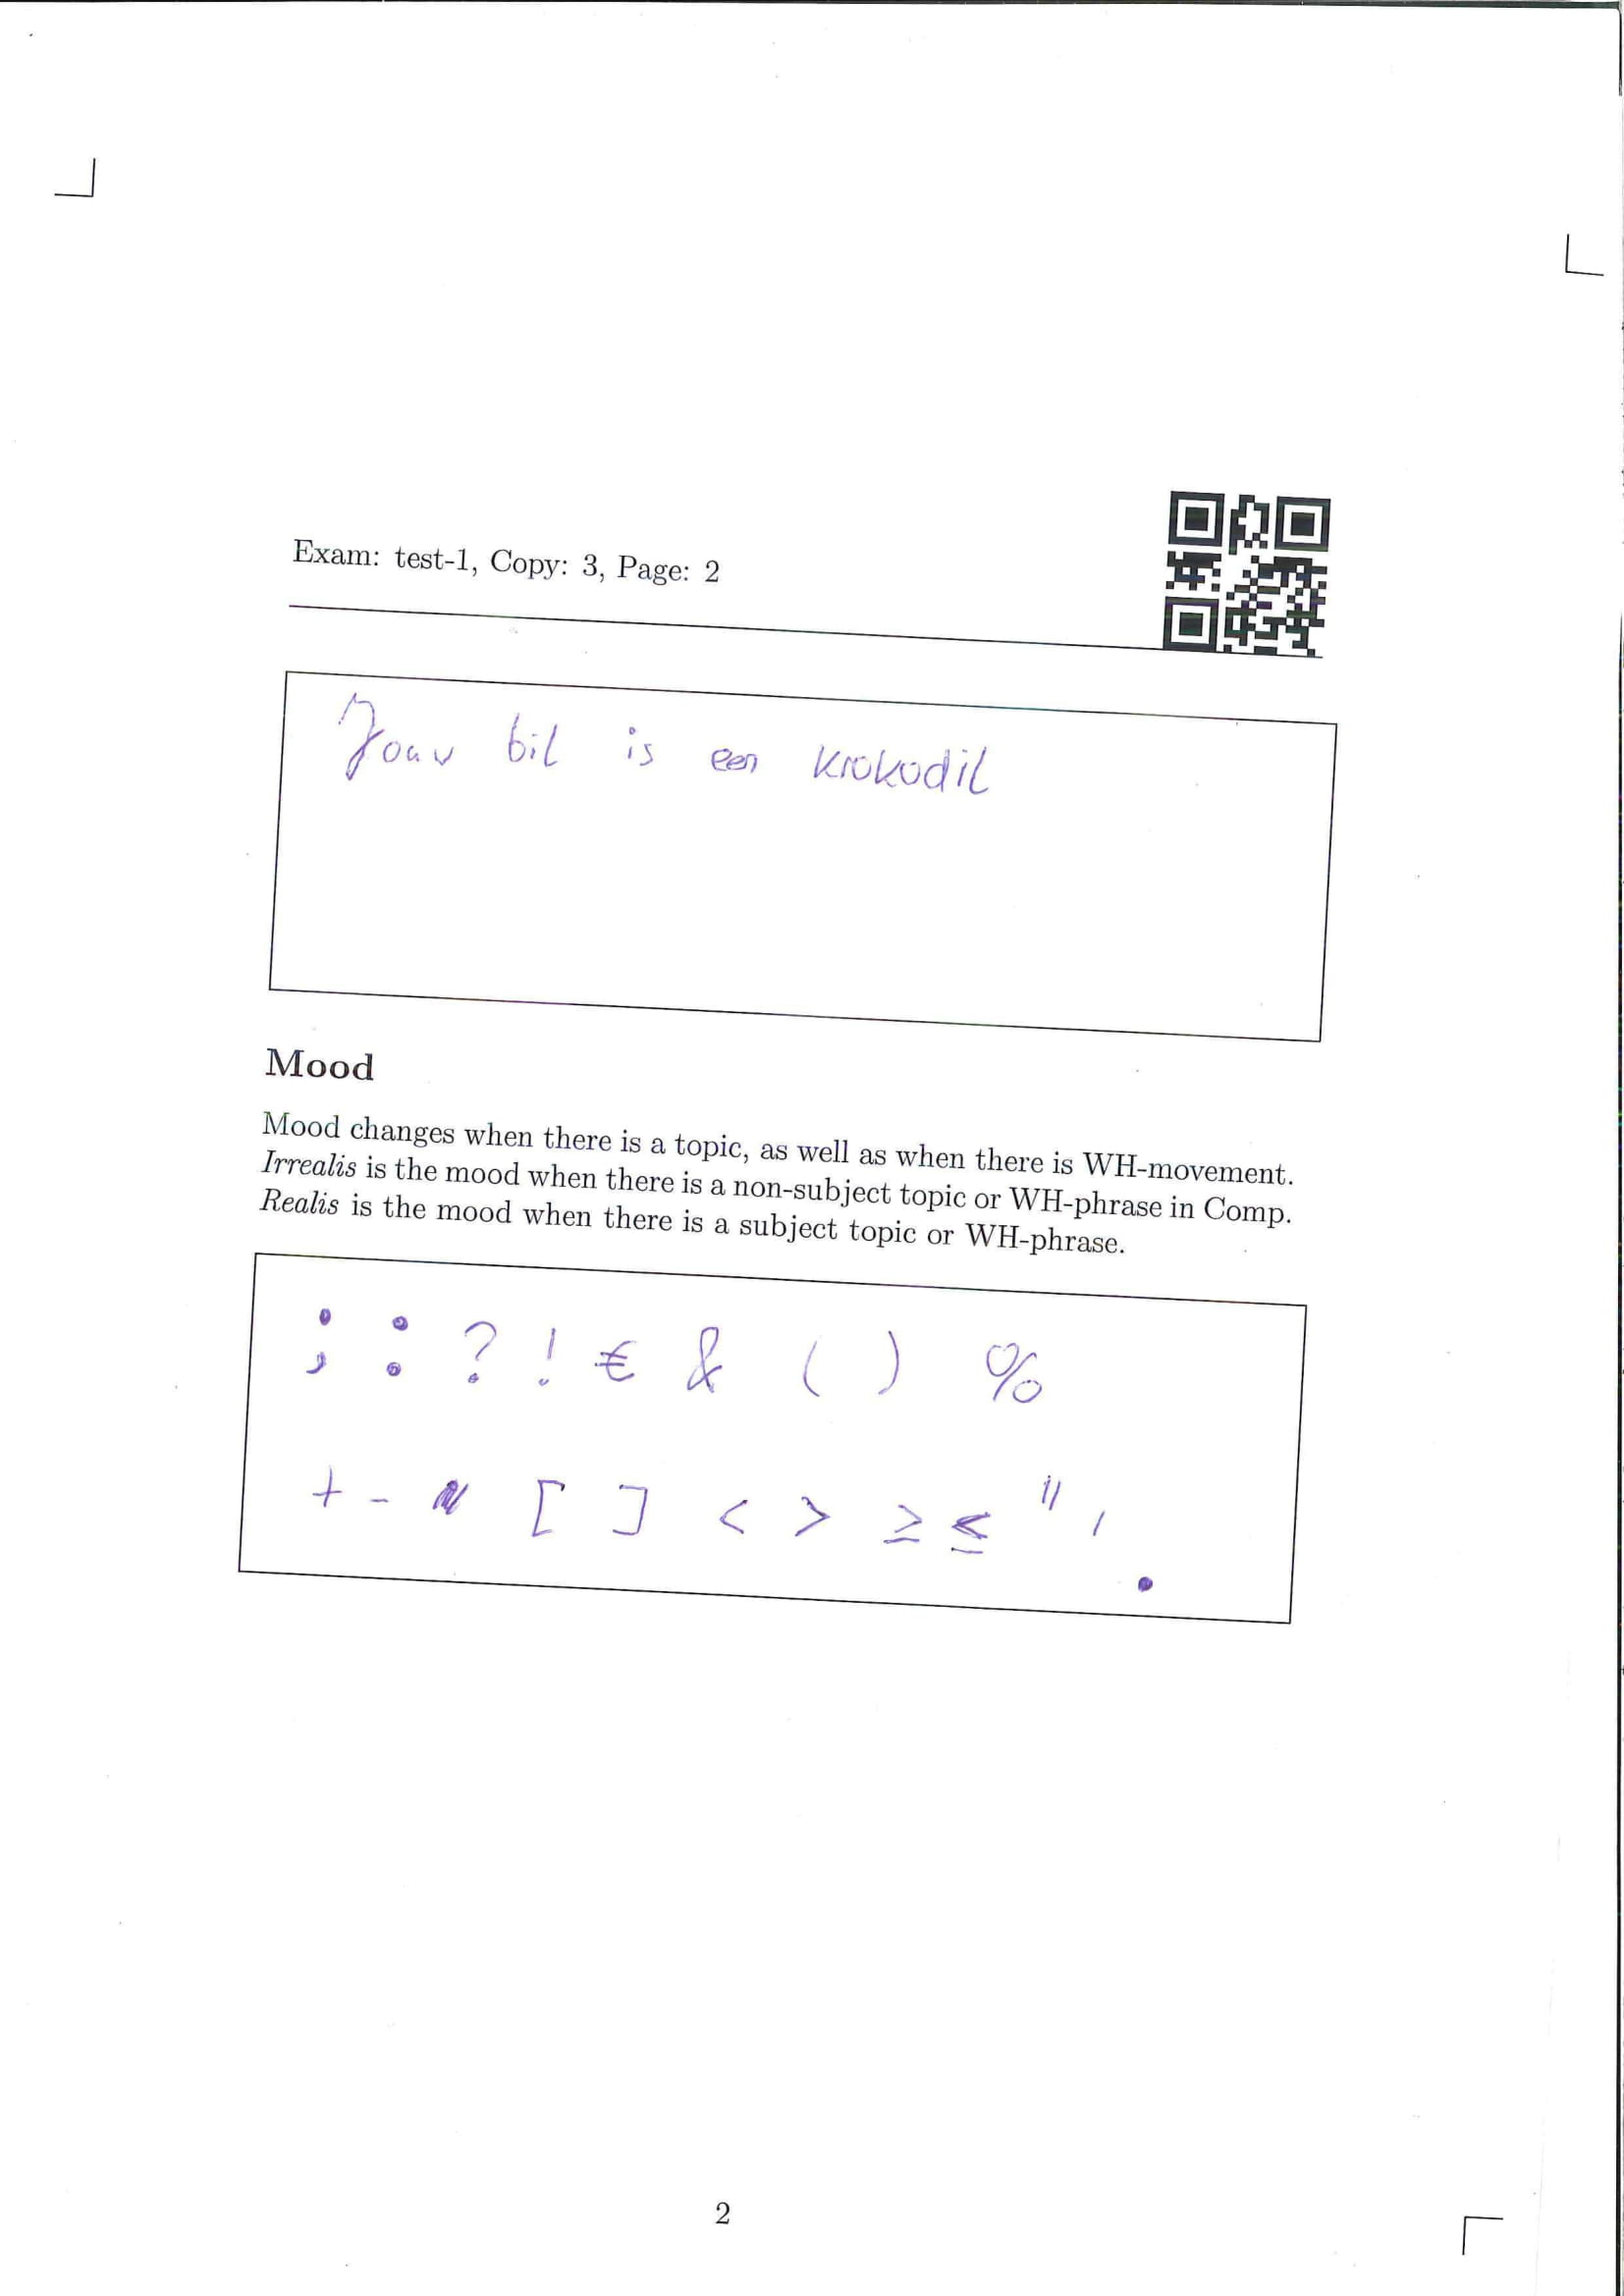 Exam: test-1, Copy: 3, Page: 2
Jouw bil is een krokodil
Mood
Mood changes when there is a topic, as well as when there is WH-movement.
Irrealis is the mood when there is a non-subject topic or WH-phrase in Comp.
Realis is the mood when there is a subject topic or WH-phrase.
; : ? ! € & ( ) %
+ - [ ] < > ≥ ≤ " ' .
2